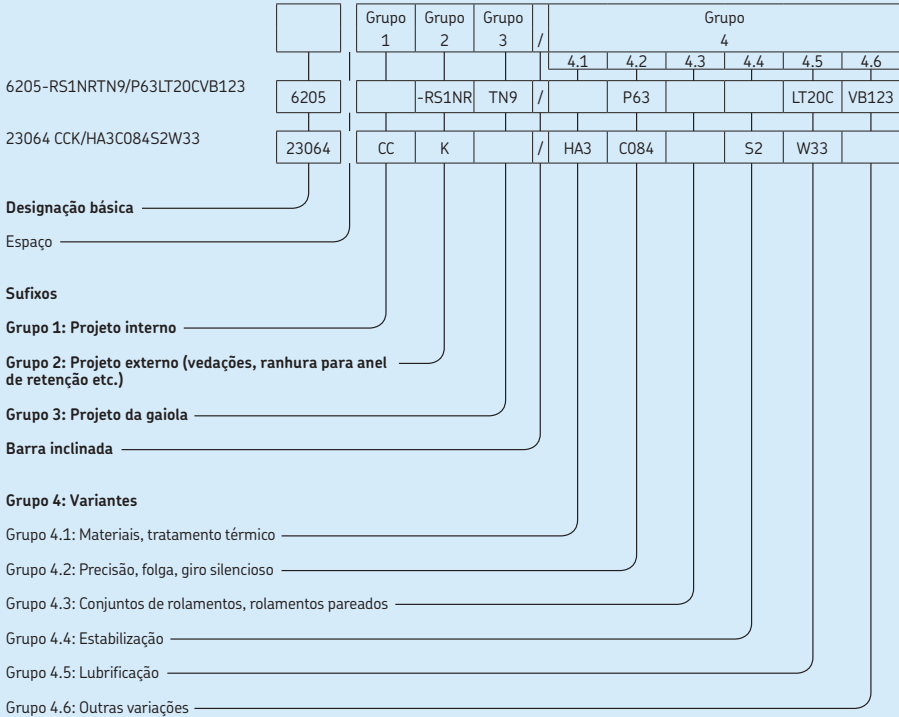 Grupo Grupo Grupo Grupo
1 2 3 / 4
4.1 4.2 4.3 4.4 4.5 4.6
6205-RS1NRTN9/P63LT20CVB123
6205 -RS1NR TN9 / P63 LT20C VB123
23064 CCK/HA3C084S2W33
23064 CC K / HA3 C084 S2 W33
Designação básica
Espaço
Sufixos
Grupo 1: Projeto interno
Grupo 2: Projeto externo (vedações, ranhura para anel
de retenção etc.)
Grupo 3: Projeto da gaiola
Barra inclinada
Grupo 4: Variantes
Grupo 4.1: Materiais, tratamento térmico
Grupo 4.2: Precisão, folga, giro silencioso
Grupo 4.3: Conjuntos de rolamentos, rolamentos pareados
Grupo 4.4: Estabilização
Grupo 4.5: Lubrificação
Grupo 4.6: Outras variações